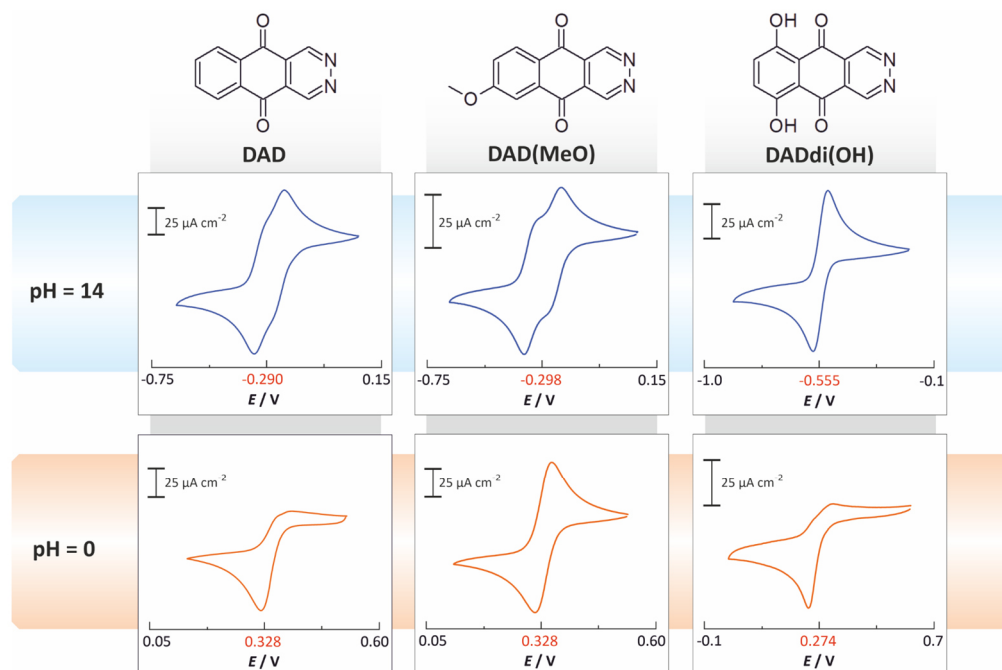 O
N
N
O
DAD
O
N
N
O
O
DAD(MeO)
OH
O
N
N
OH
O
DADdi(OH)
pH = 14
25 µA cm-2
-0.75
-0.290
0.15
E / V
25 µA cm-2
-0.75
-0.298
0.15
E / V
25 µA cm-2
-1.0
-0.555
-0.1
E / V
pH = 0
25 µA cm-2
0.05
0.328
0.60
E / V
25 µA cm-2
0.05
0.328
0.60
E / V
25 µA cm-2
-0.1
0.274
0.7
E / V